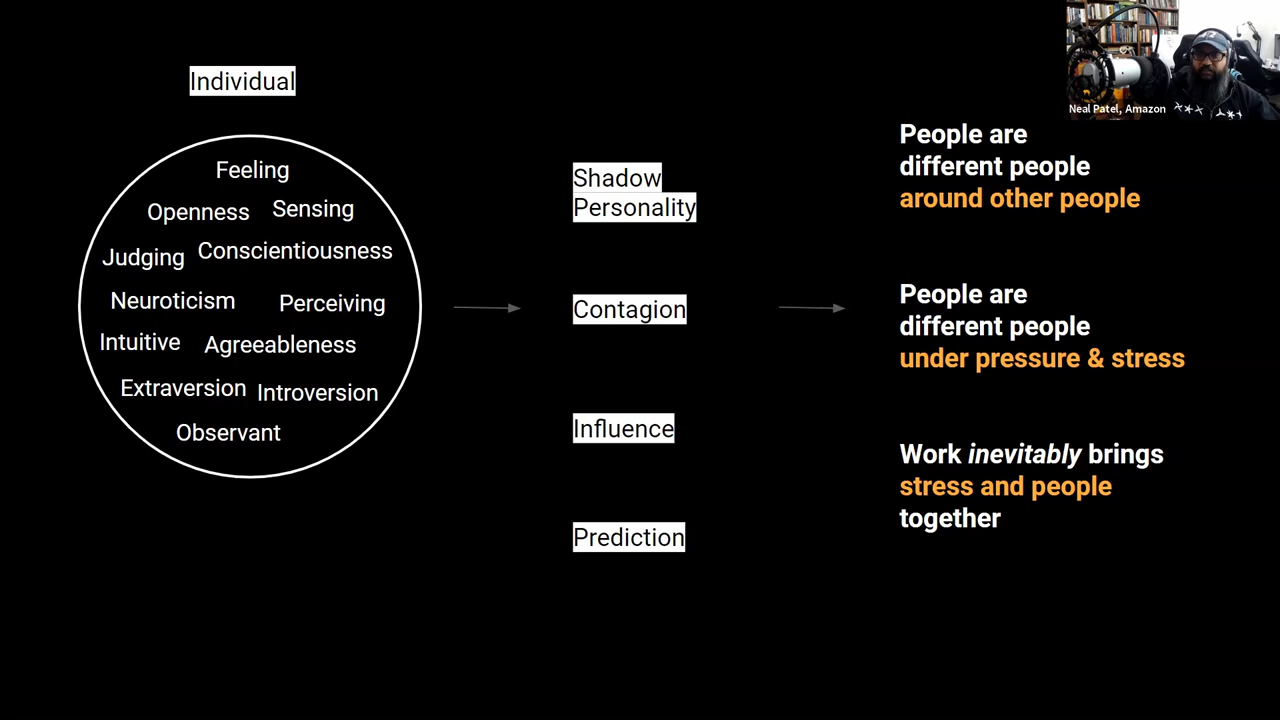 Individual
Feeling
Openness
Sensing
Judging
Conscientiousness
Neuroticism
Perceiving
Intuitive
Agreeableness
Extraversion
Introversion
Observant
Shadow
Personality
Contagion
Influence
Prediction
Neal Patel, Amazon
People are
different people
around other people
People are
different people
under pressure & stress
Work inevitably brings
stress and people
together